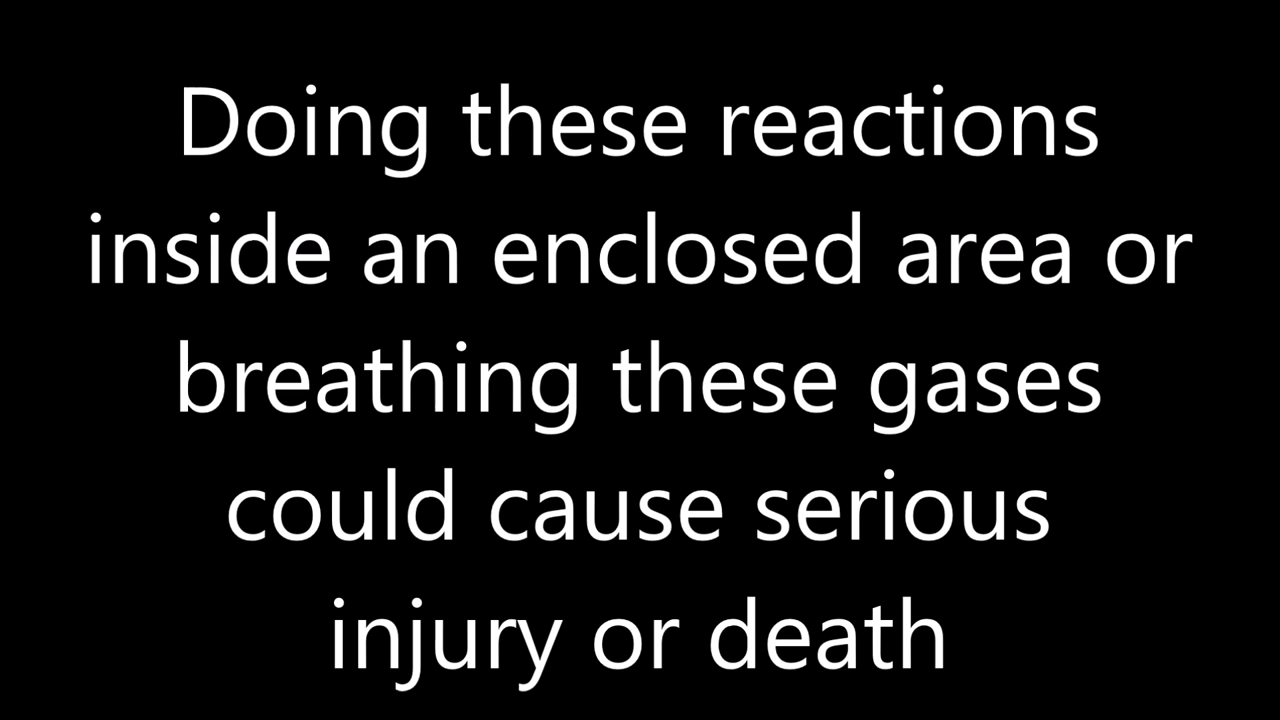 Doing these reactions
inside an enclosed area or
breathing these gases
could cause serious
injury or death